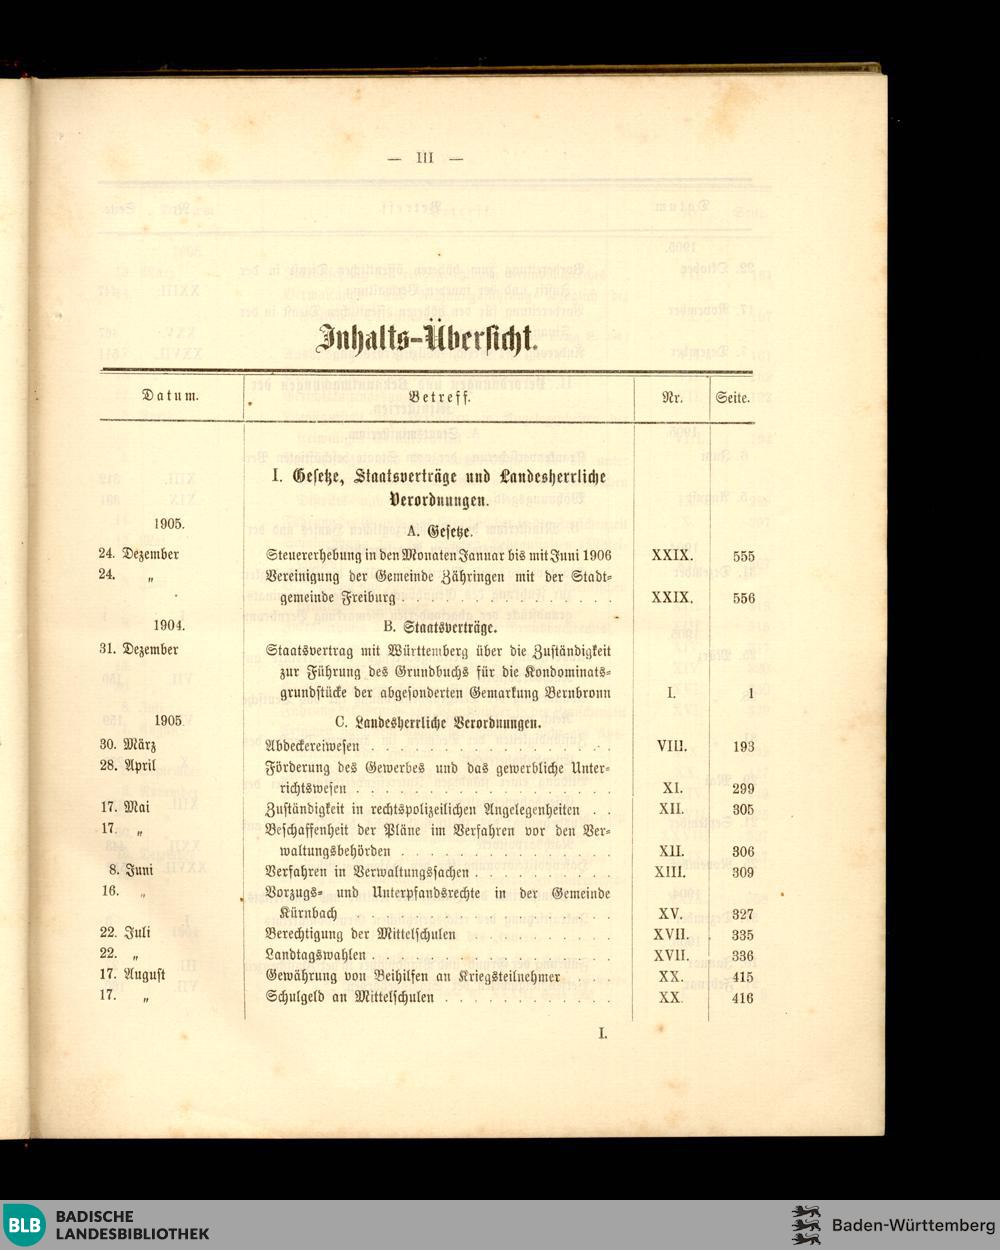 — III —
Inhalts-Übersicht.
Datum. Betreff. Nr. Seite.
I. Gesetze, Staatsverträge und Landesherrliche
Verordnungen.
1905. A. Gesetze.
24. Dezember Steuererhebung in den Monaten Januar bis mit Juni 1906 XXIX. 555
24. „ Vereinigung der Gemeinde Zähringen mit der Stadt-
gemeinde Freiburg . . . . . . . . . . . . . . XXIX. 556
1904. B. Staatsverträge.
31. Dezember Staatsvertrag mit Württemberg über die Zuständigkeit
zur Führung des Grundbuchs für die Kondominats-
grundstücke der abgesonderten Gemarkung Bernbronn I. 1
1905. C. Landesherrliche Verordnungen.
30. März Abdeckereiwesen . . . . . . . . . . . . . . . . VIII. 193
28. April Förderung des Gewerbes und das gewerbliche Unter-
richtswesen . . . . . . . . . . . . . . . . . XI. 299
17. Mai Zuständigkeit in rechtspolizeilichen Angelegenheiten . . XII. 305
17. „ Beschaffenheit der Pläne im Verfahren vor den Ver-
waltungsbehörden . . . . . . . . . . . . . . XII. 306
8. Juni Verfahren in Verwaltungssachen . . . . . . . . . . XIII. 309
16. „ Vorzugs- und Unterpfandsrechte in der Gemeinde
Kürnbach . . . . . . . . . . . . . . . . . . XV. 327
22. Juli Berechtigung der Mittelschulen . . . . . . . . . . XVII. 335
22. „ Landtagswahlen . . . . . . . . . . . . . . . . XVII. 336
17. August Gewährung von Beihilfen an Kriegsteilnehmer . . . XX. 415
17. „ Schulgeld an Mittelschulen . . . . . . . . . . . XX. 416
I.
BLB BADISCHE
LANDESBIBLIOTHEK
Baden-Württemberg